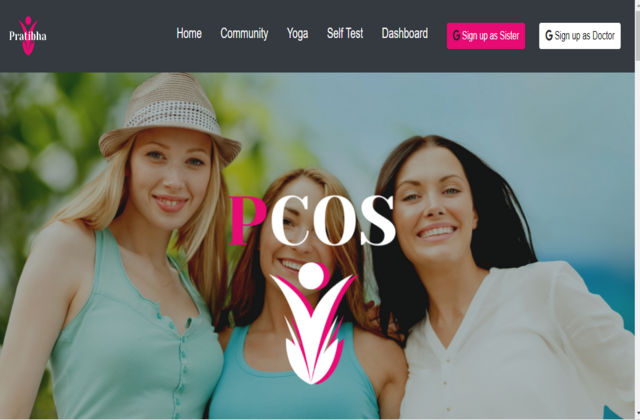 Pratibha
Home Community Yoga Self Test Dashboard
G Sign up as Sister
G Sign up as Doctor
PCOS